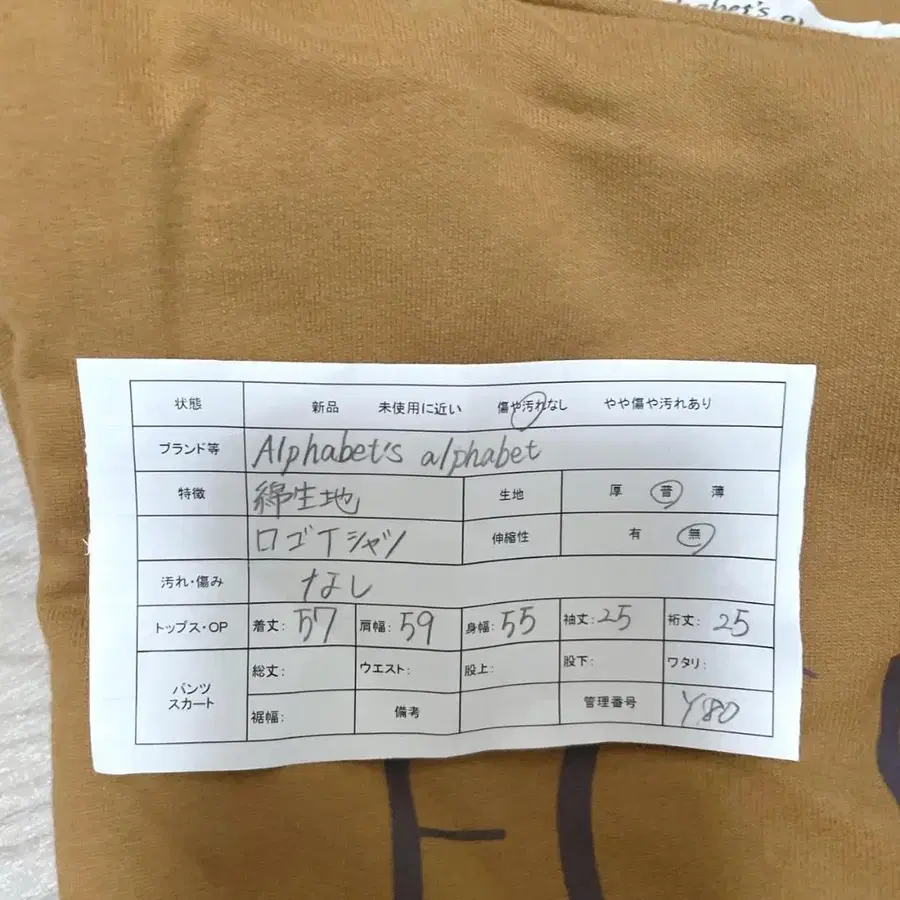 habet's al
状態 新品 未使用に近い 傷や汚れなし やや傷や汚れあり
ブランド等 Alphabet's alphabet
特徴 綿生地 生地 厚 普 薄
ロゴTシャツ 伸縮性 有 無
汚れ・傷み なし
トップス・OP 着丈: 57 肩幅: 59 身幅: 55 袖丈: 25 裄丈: 25
パンツ スカート 総丈: ウエスト: 股上: 股下: ワタリ:
裾幅: 備考 管理番号 Y80